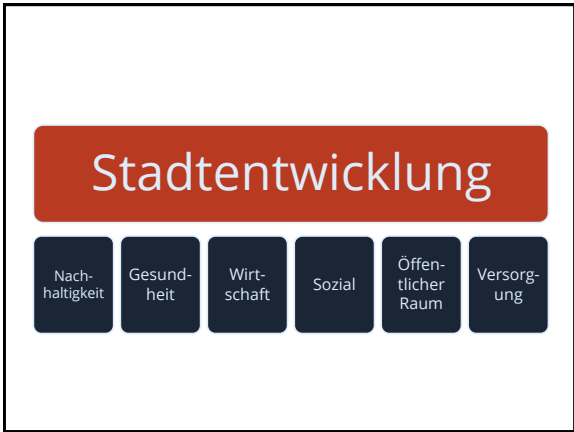 Stadtentwicklung
Nach-
haltigkeit
Gesund-
heit
Wirt-
schaft
Sozial
Öffen-
tlicher
Raum
Versorg-
ung